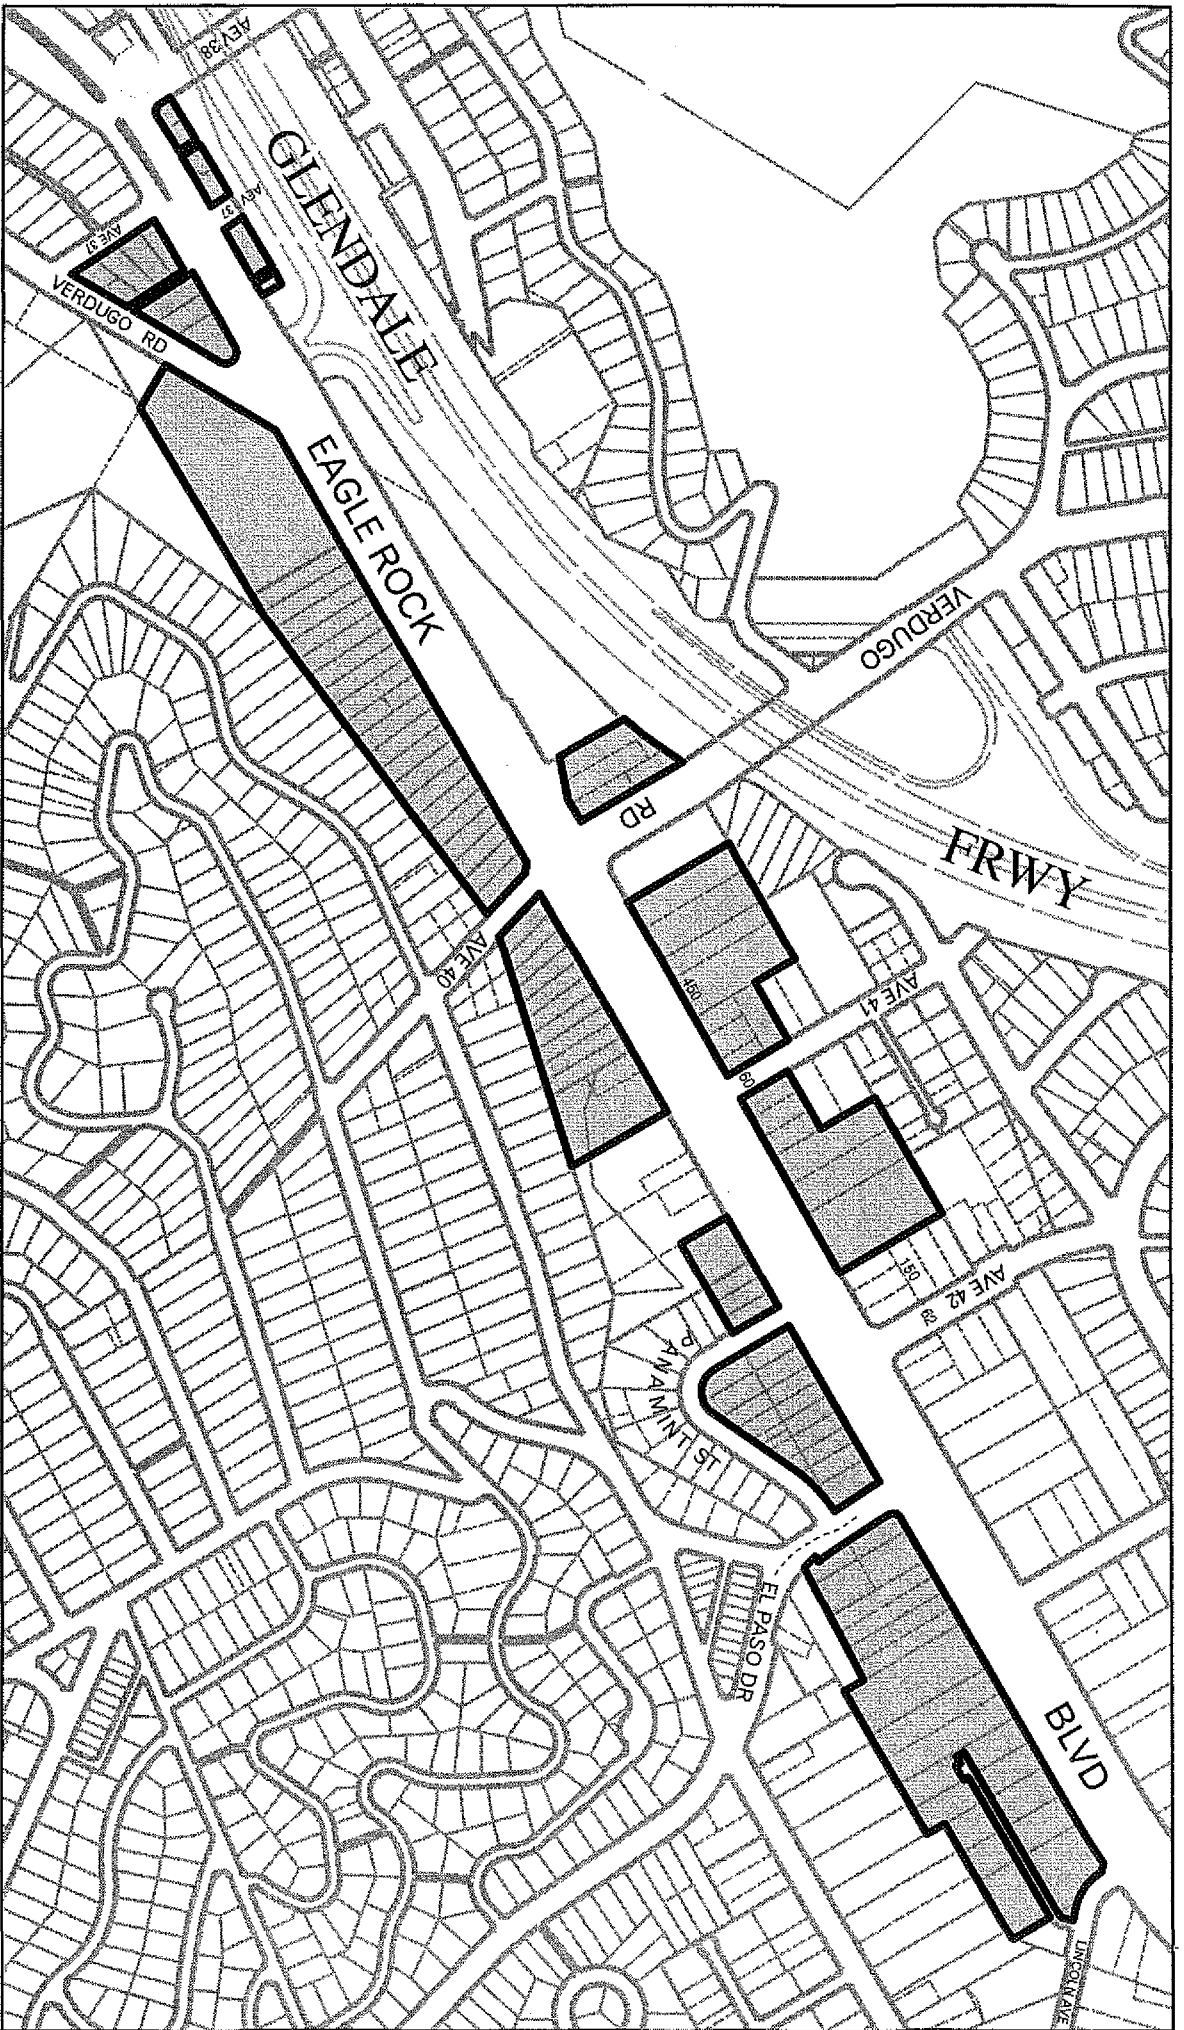 AVE 38
GLENDALE
AVE 37
AVE 37
VERDUGO RD
EAGLE ROCK
VERDUGO
RD
FRWY
AVE 40
450
AVE 41
60
150
AVE 42
63
PANAMINT ST
EL PASO DR
BLVD
LINCOLN AVE